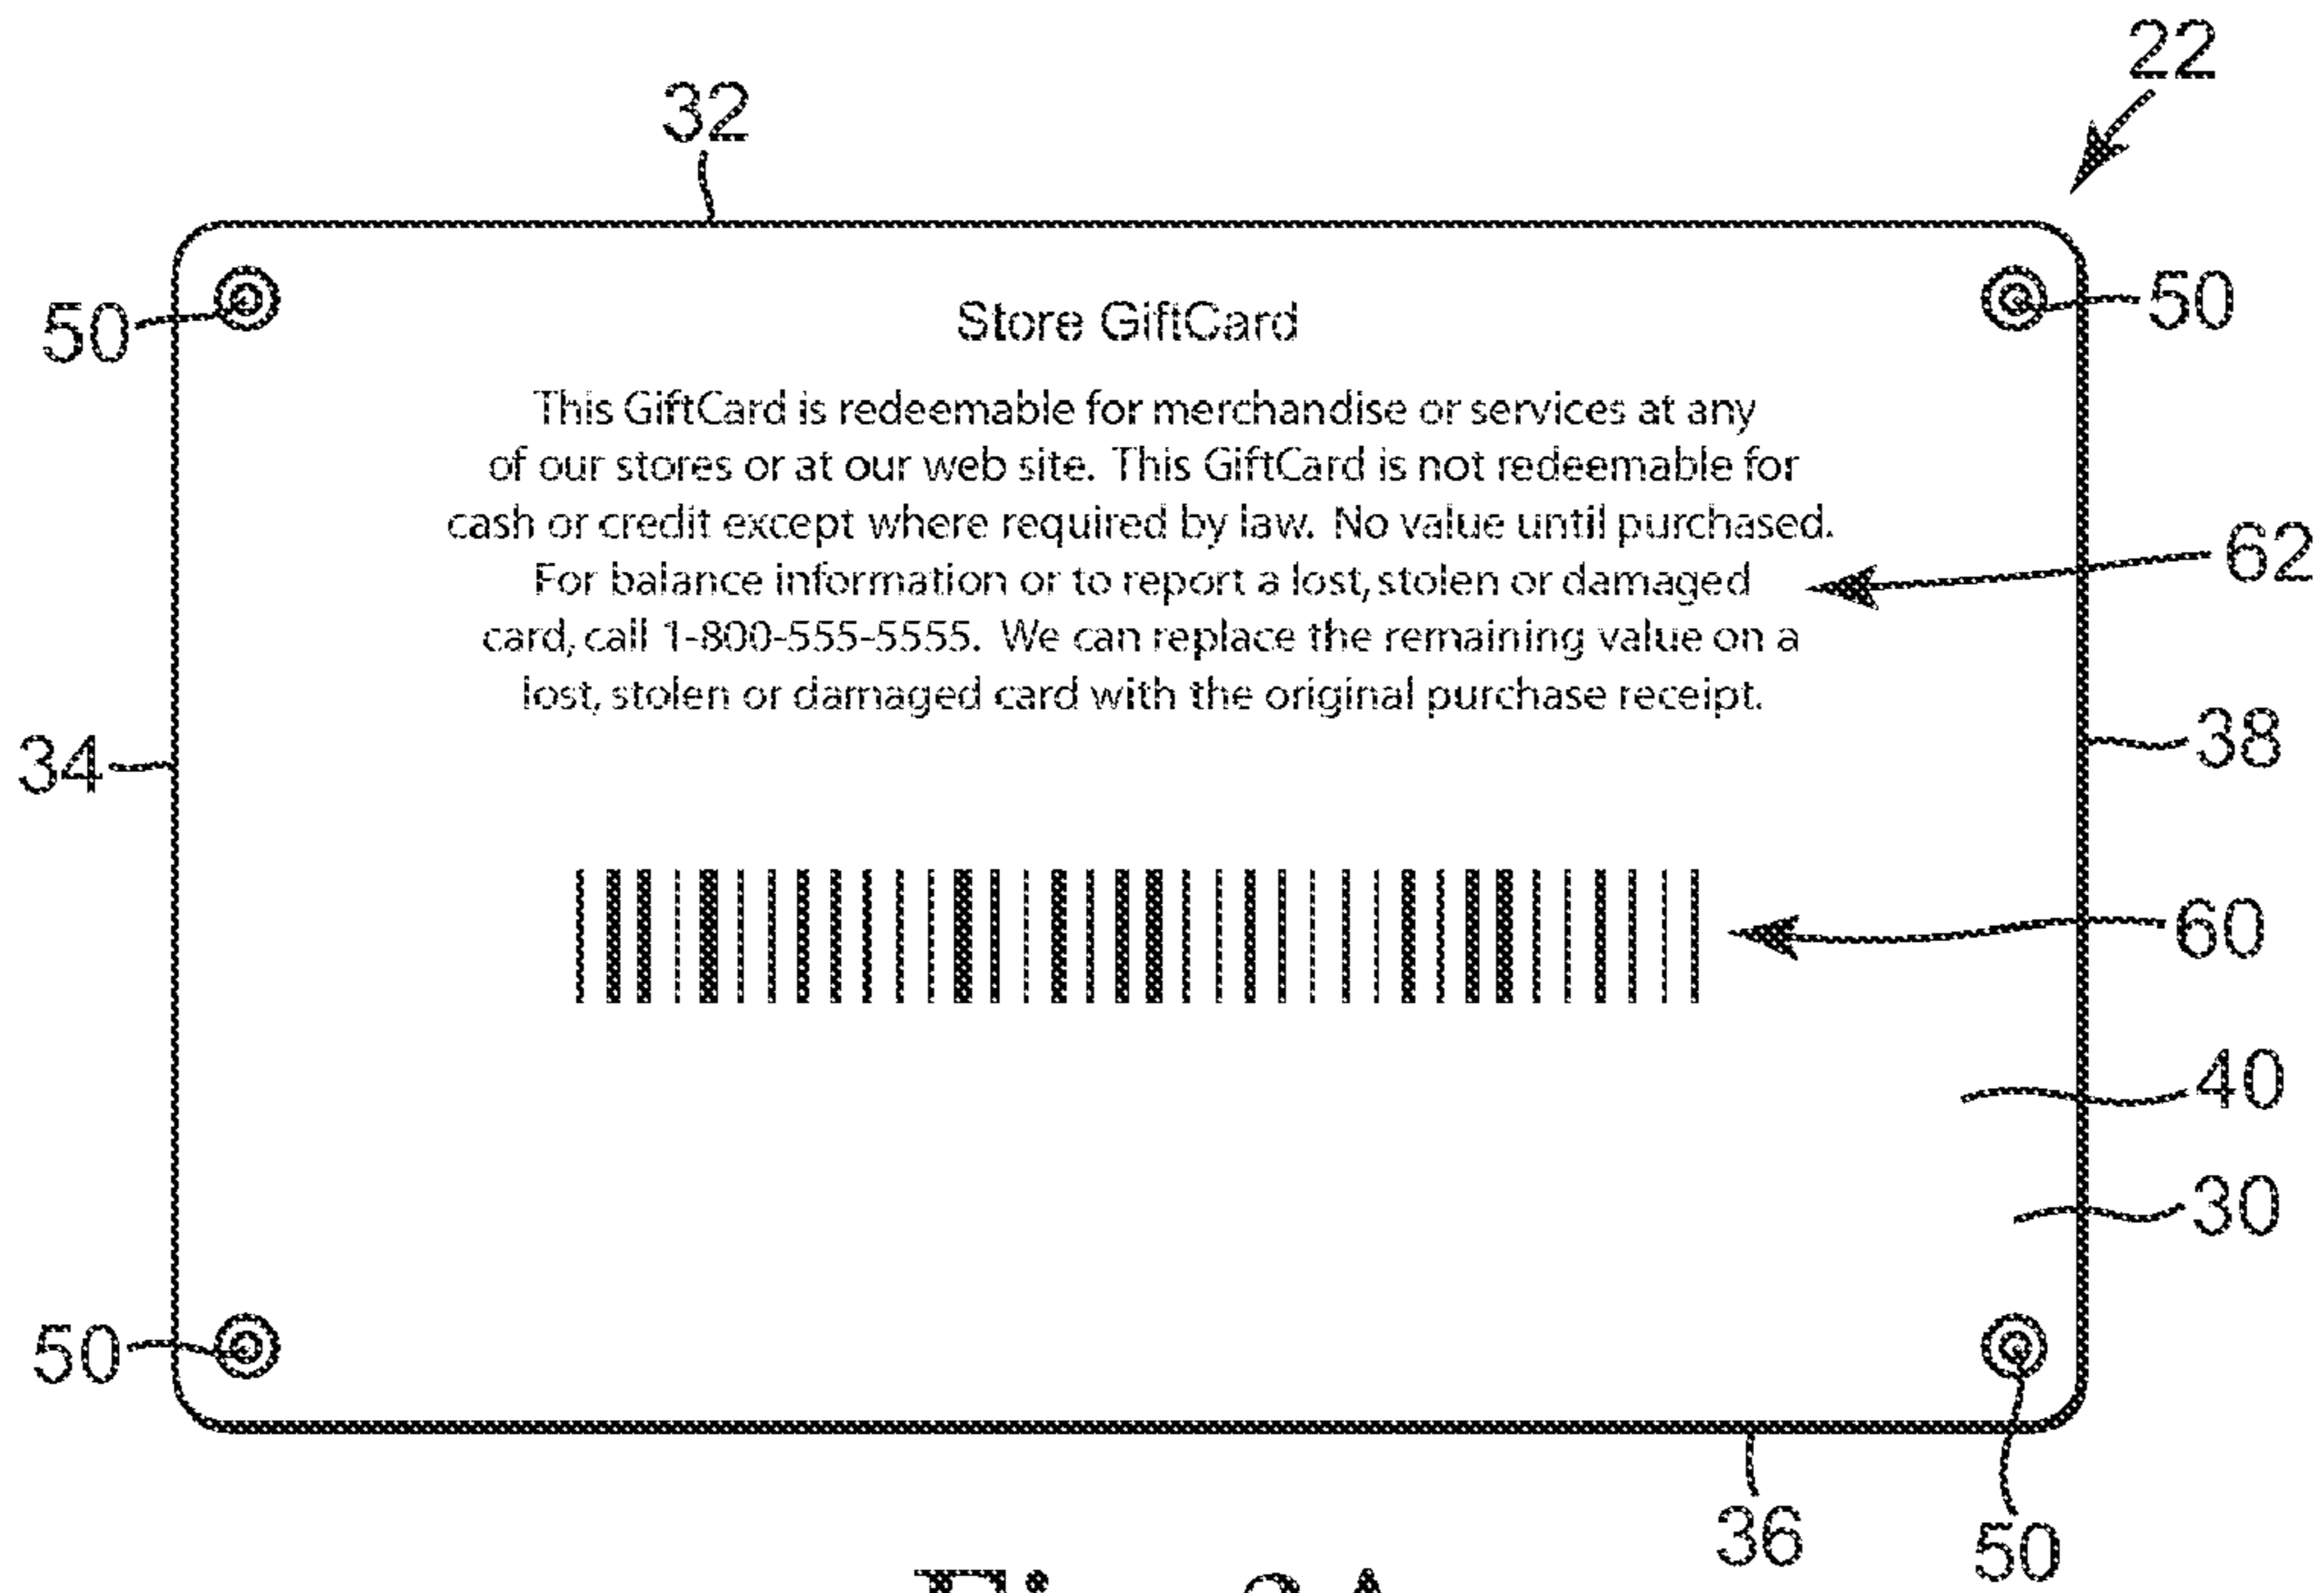 22
32
50
50
Store GiftCard
This GiftCard is redeemable for merchandise or services at any
of our stores or at our web site. This GiftCard is not redeemable for
cash or credit except where required by law. No value until purchased.
62
For balance information or to report a lost, stolen or damaged
card, call 1-800-555-5555. We can replace the remaining value on a
lost, stolen or damaged card with the original purchase receipt.
34
38
60
40
30
50
36
50